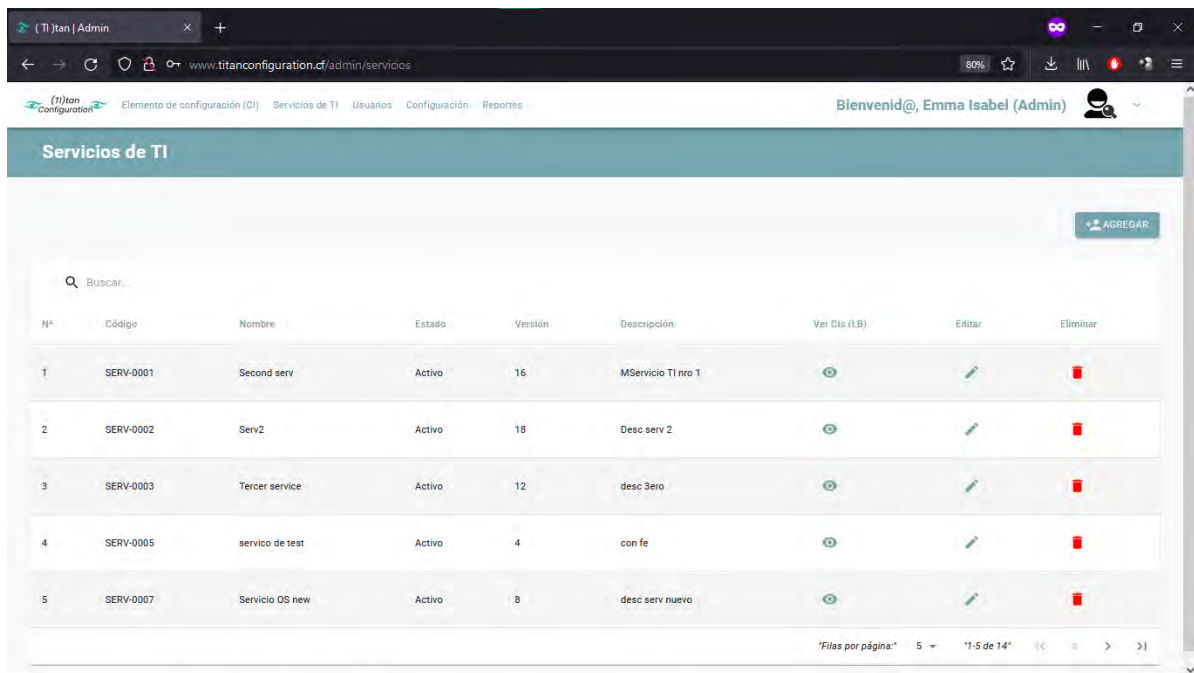 ( TI )tan | Admin
www.titanconfiguration.cf/admin/servicios
80%
(TI)tan
Configuration
Elemento de configuración (CI) Servicios de TI Usuarios Configuración Reportes
Bienvenid@, Emma Isabel (Admin)
Servicios de TI
AGREGAR
Buscar...
Nº Código Nombre Estado Versión Descripción Ver CIs (LB) Editar Eliminar
1 SERV-0001 Second serv Activo 16 MServicio TI nro 1
2 SERV-0002 Serv2 Activo 18 Desc serv 2
3 SERV-0003 Tercer service Activo 12 desc 3ero
4 SERV-0005 servico de test Activo 4 con fe
5 SERV-0007 Servicio OS new Activo 8 desc serv nuevo
"Filas por página:" 5 "1-5 de 14"